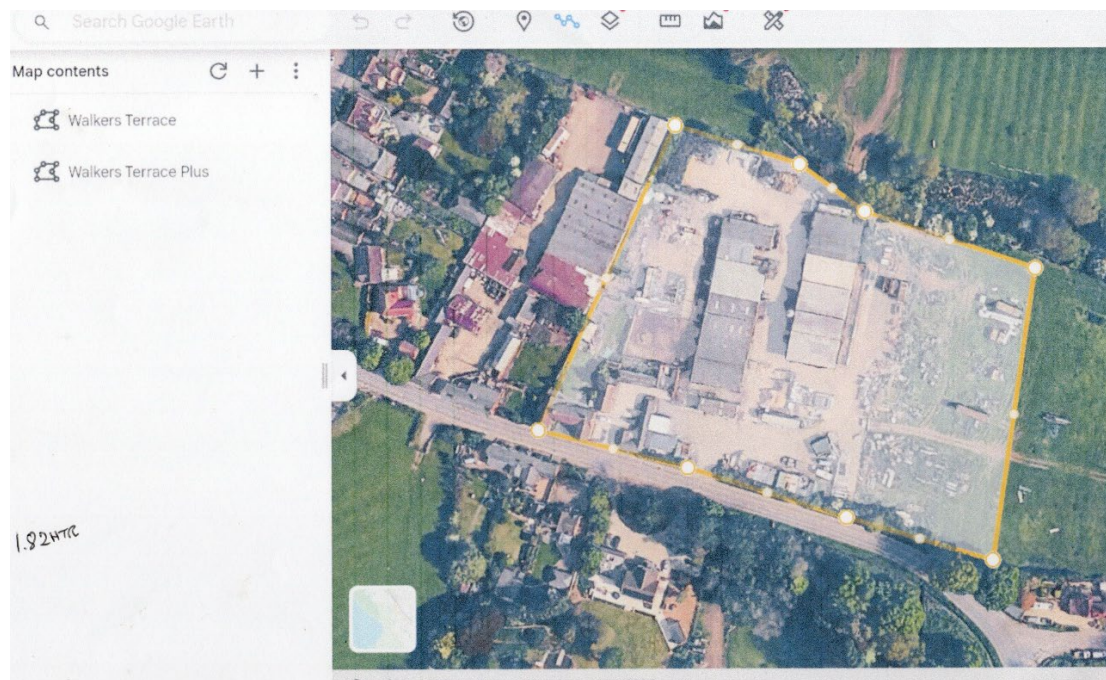 Search Google Earth
Map contents
Walkers Terrace
Walkers Terrace Plus
1.82HTR